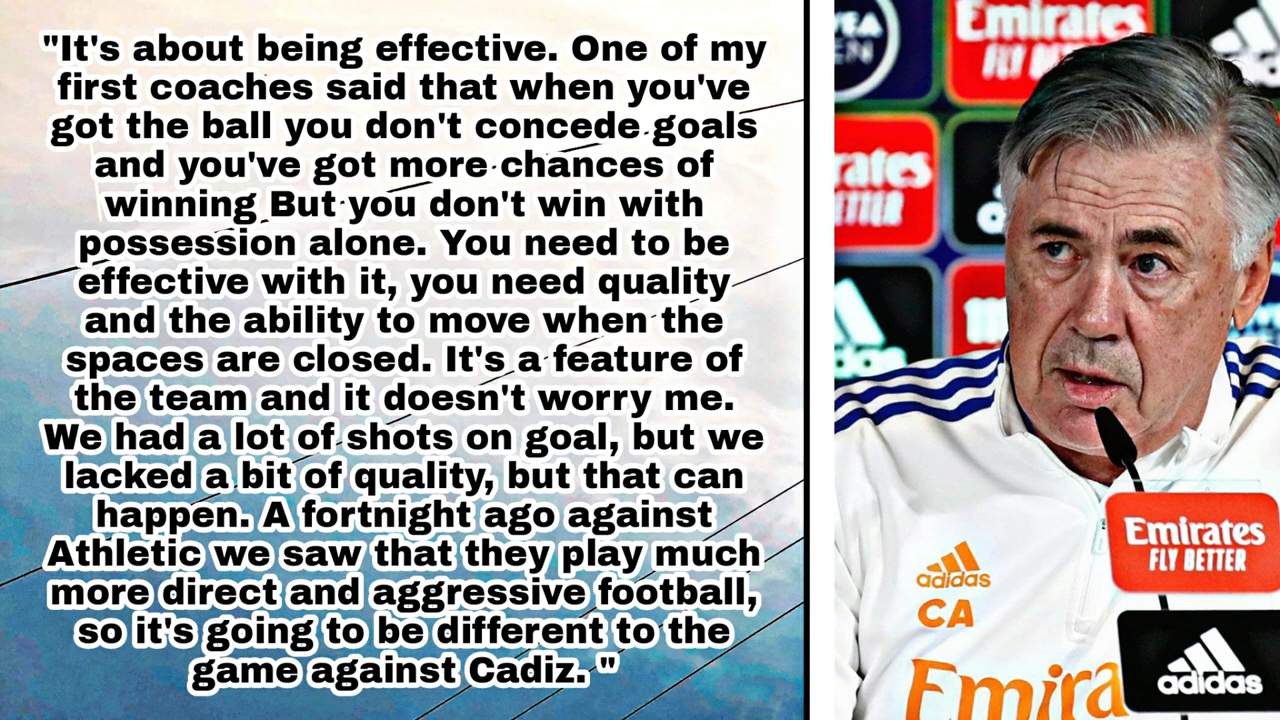 "It's about being effective. One of my
first coaches said that when you've
got the ball you don't concede goals
and you've got more chances of
winning But you don't win with
possession alone. You need to be
effective with it, you need quality
and the ability to move when the
spaces are closed. It's a feature of
the team and it doesn't worry me.
We had a lot of shots on goal, but we
lacked a bit of quality, but that can
happen. A fortnight ago against
Athletic we saw that they play much
more direct and aggressive football,
so it's going to be different to the
game against Cadiz. "
Emirates
FLY BETTER
adidas
CA
Emira
Emirates
FLY BETTER
adidas